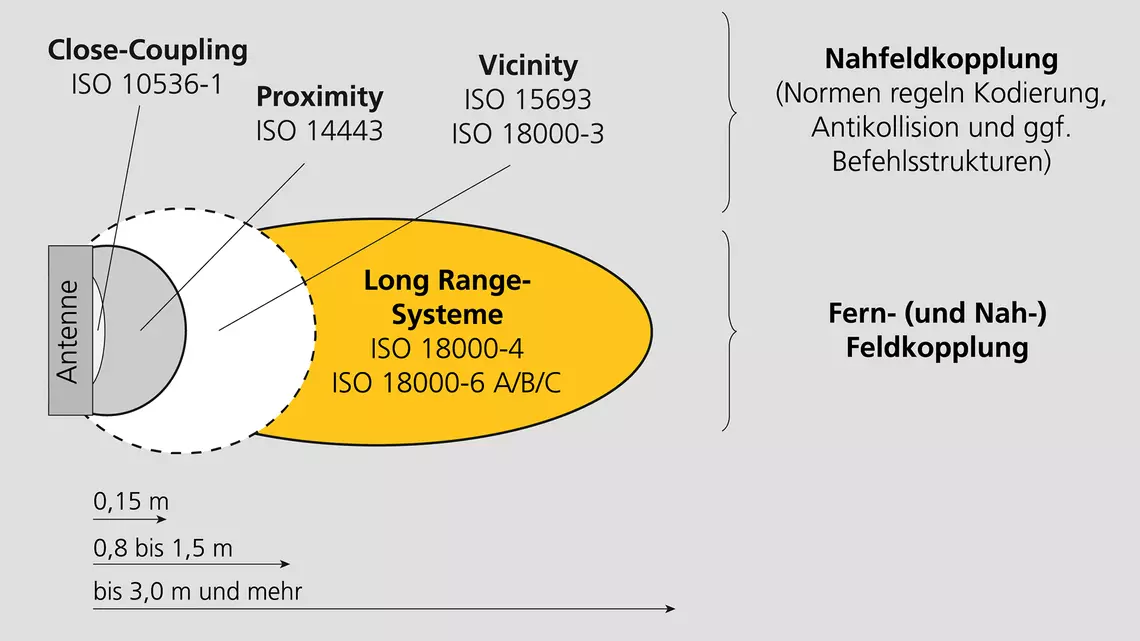 Close-Coupling
ISO 10536-1
Proximity
ISO 14443
Vicinity
ISO 15693
ISO 18000-3
Nahfeldkopplung
(Normen regeln Kodierung,
Antikollision und ggf.
Befehlsstrukturen)
Antenne
Long Range-
Systeme
ISO 18000-4
ISO 18000-6 A/B/C
Fern- (und Nah-)
Feldkopplung
0,15 m
0,8 bis 1,5 m
bis 3,0 m und mehr